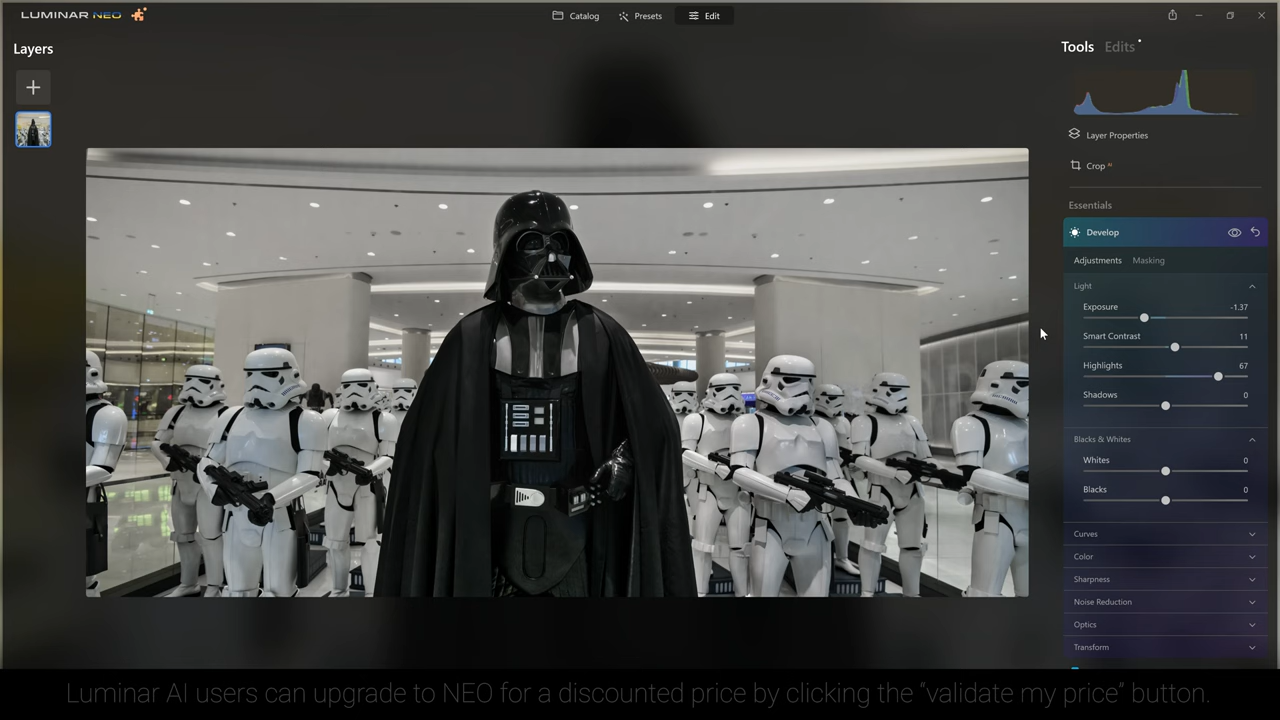 LUMINAR NEO
Catalog
Presets
Edit
Layers
Tools
Edits
Layer Properties
Crop AI
Essentials
Develop
Adjustments
Masking
Light
Exposure -1.37
Smart Contrast 11
Highlights 67
Shadows 0
Blacks & Whites
Whites 0
Blacks 0
Curves
Color
Sharpness
Noise Reduction
Optics
Transform
Luminar AI users can upgrade to NEO for a discounted price by clicking the “validate my price” button.